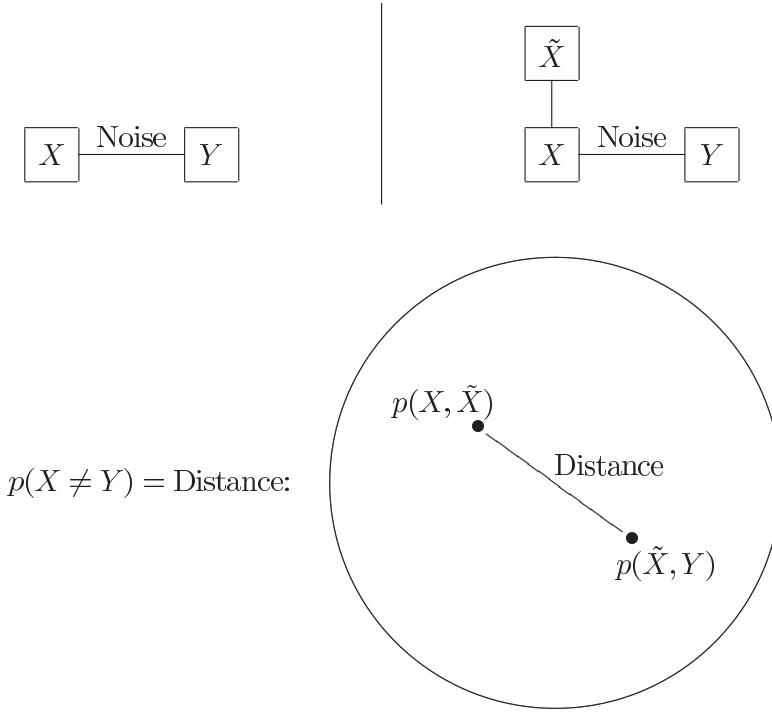 X̃
X Noise Y
X Noise Y
p(X, X̃)
Distance
p(X ≠ Y) = Distance:
p(X̃, Y)